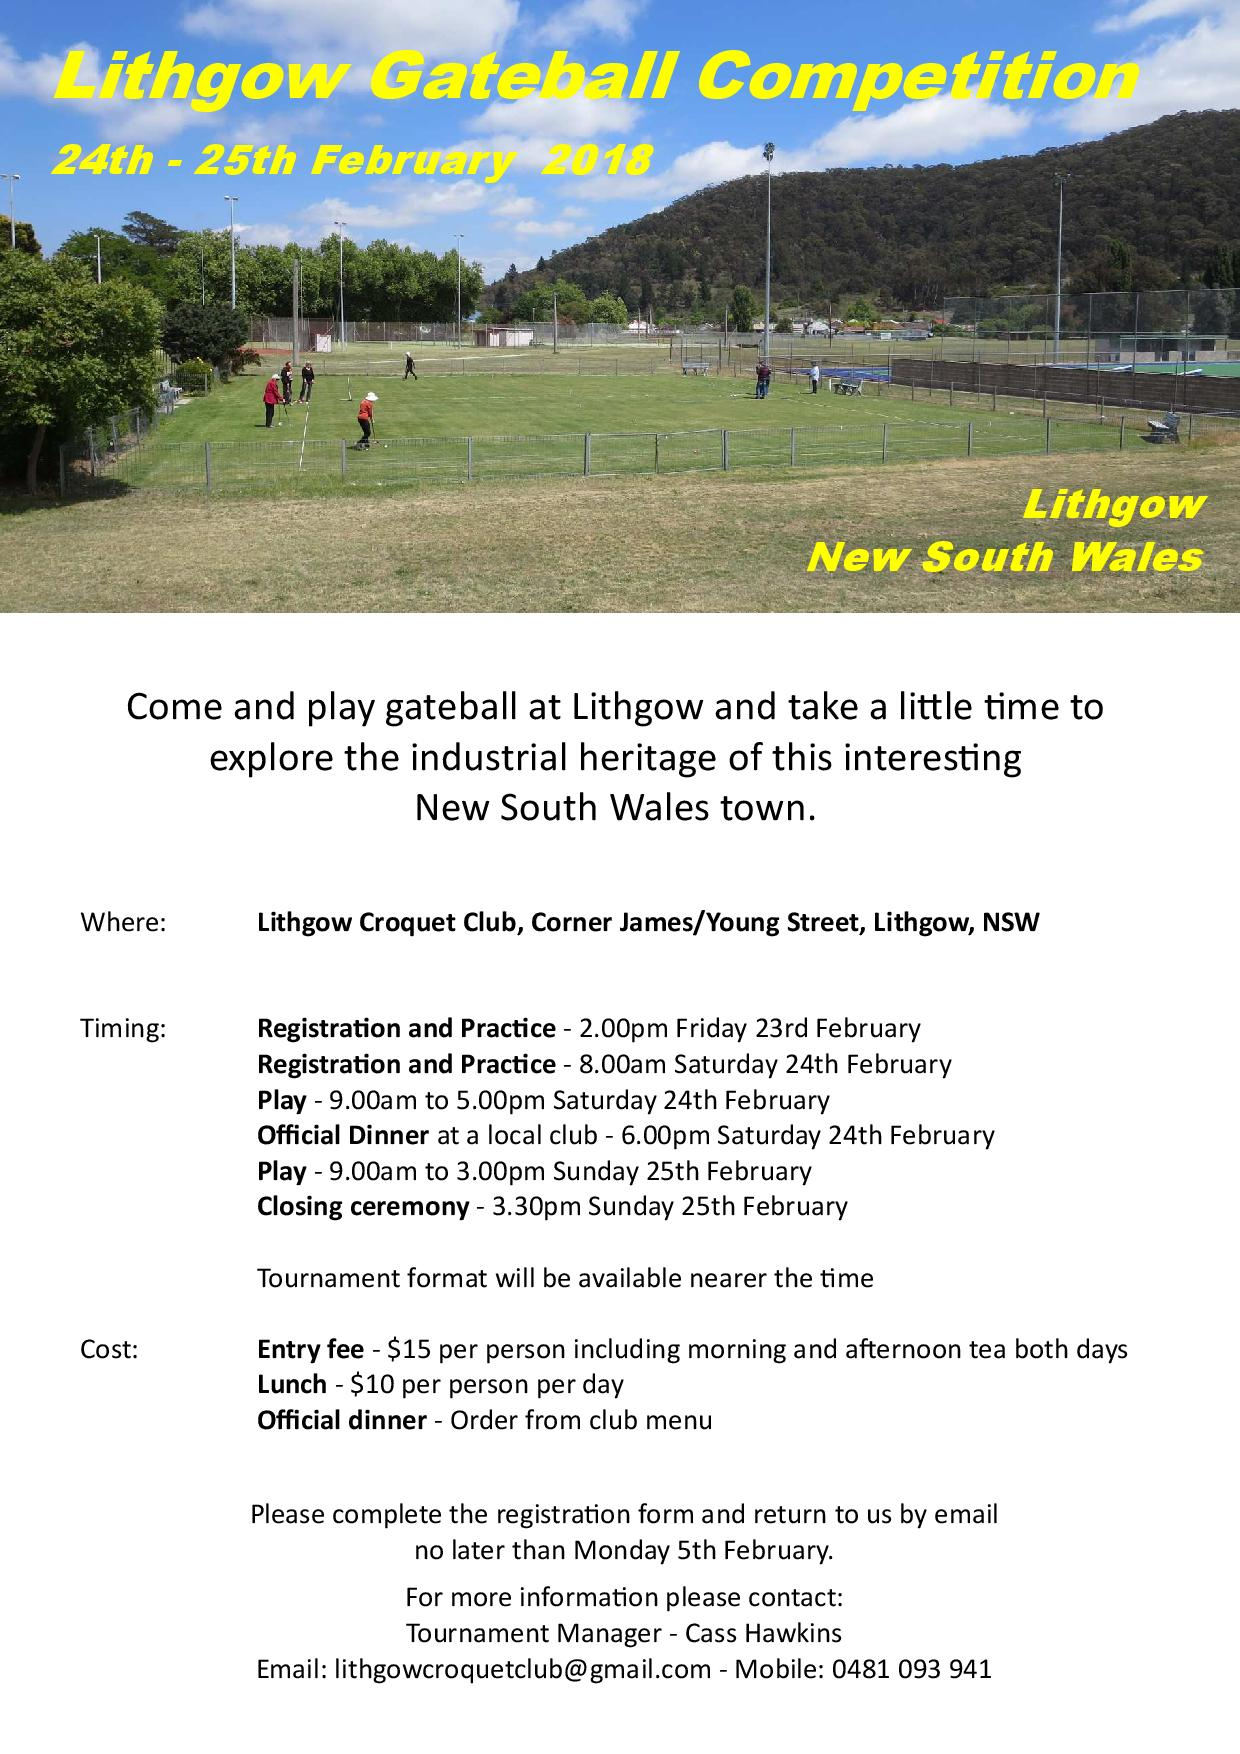 Lithgow Gateball Competition
24th - 25th February 2018
Lithgow
New South Wales
Come and play gateball at Lithgow and take a little time to
explore the industrial heritage of this interesting
New South Wales town.
Where: Lithgow Croquet Club, Corner James/Young Street, Lithgow, NSW
Timing: Registration and Practice - 2.00pm Friday 23rd February
Registration and Practice - 8.00am Saturday 24th February
Play - 9.00am to 5.00pm Saturday 24th February
Official Dinner at a local club - 6.00pm Saturday 24th February
Play - 9.00am to 3.00pm Sunday 25th February
Closing ceremony - 3.30pm Sunday 25th February
Tournament format will be available nearer the time
Cost: Entry fee - $15 per person including morning and afternoon tea both days
Lunch - $10 per person per day
Official dinner - Order from club menu
Please complete the registration form and return to us by email
no later than Monday 5th February.
For more information please contact:
Tournament Manager - Cass Hawkins
Email: lithgowcroquetclub@gmail.com - Mobile: 0481 093 941